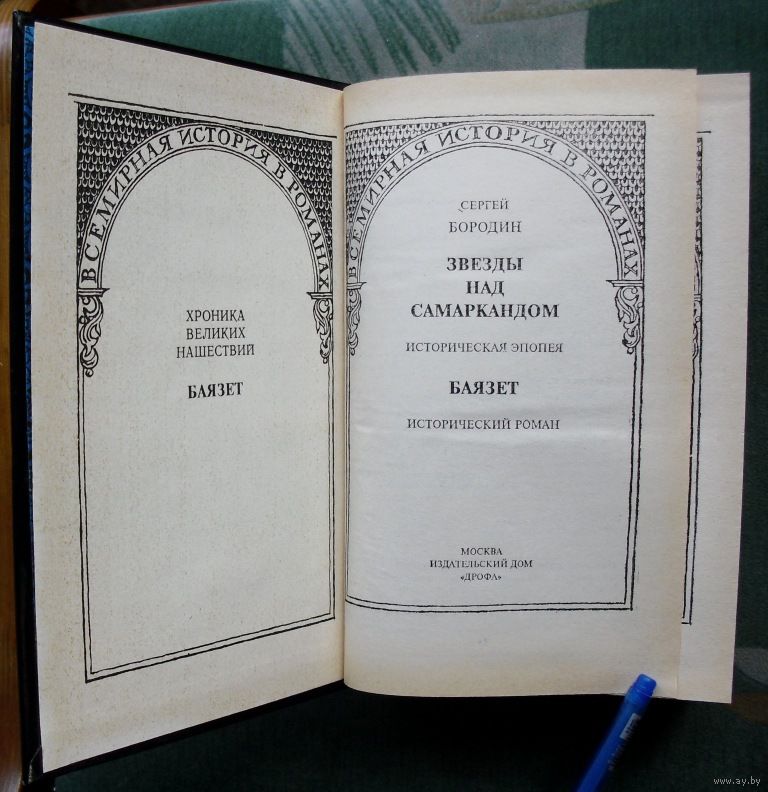 ВСЕМИРНАЯ ИСТОРИЯ В РОМАНАХ
ХРОНИКА
ВЕЛИКИХ
НАШЕСТВИЙ
БАЯЗЕТ
ВСЕМИРНАЯ ИСТОРИЯ В РОМАНАХ
СЕРГЕЙ
БОРОДИН
ЗВЕЗДЫ
НАД
САМАРКАНДОМ
ИСТОРИЧЕСКАЯ ЭПОПЕЯ
БАЯЗЕТ
ИСТОРИЧЕСКИЙ РОМАН
МОСКВА
ИЗДАТЕЛЬСКИЙ ДОМ
«ДРОФА»
www.ay.by